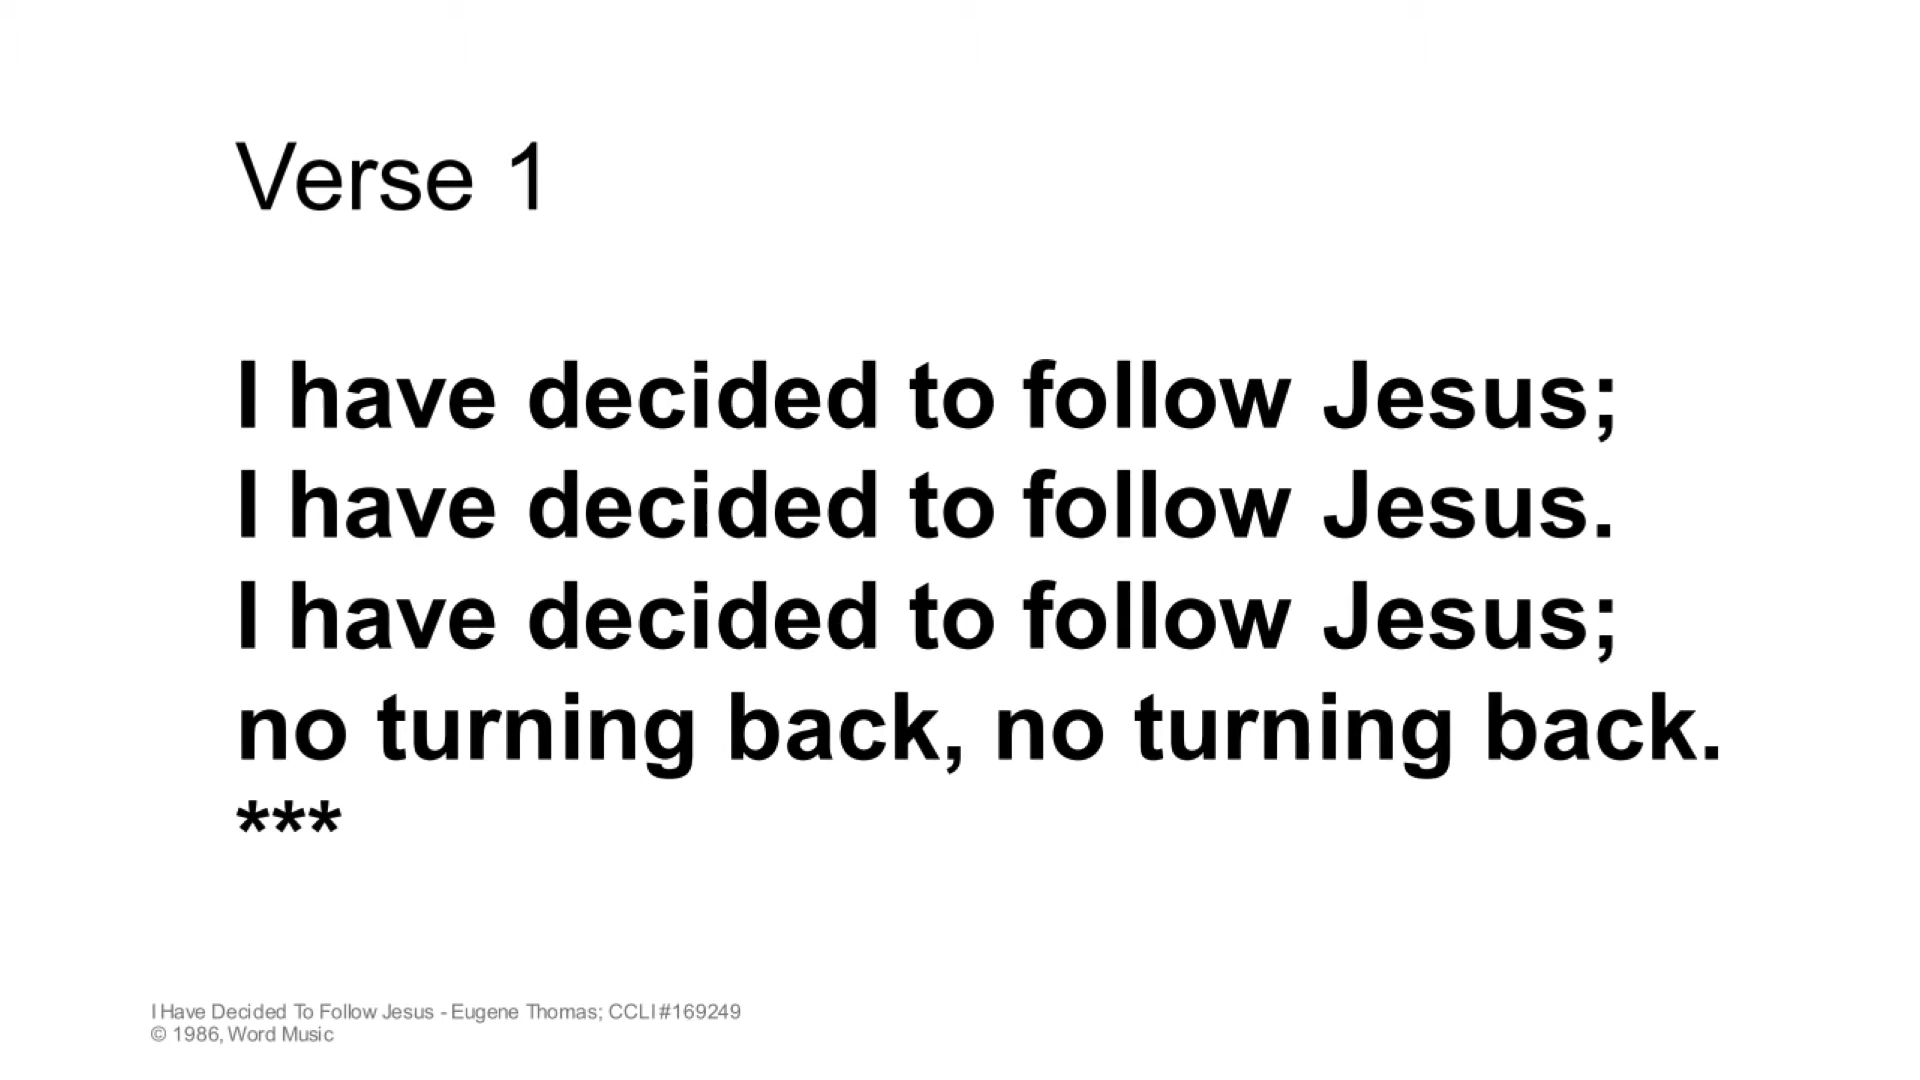 Verse 1
I have decided to follow Jesus;
I have decided to follow Jesus.
I have decided to follow Jesus;
no turning back, no turning back.
***
I Have Decided To Follow Jesus - Eugene Thomas; CCLI #169249
© 1986, Word Music